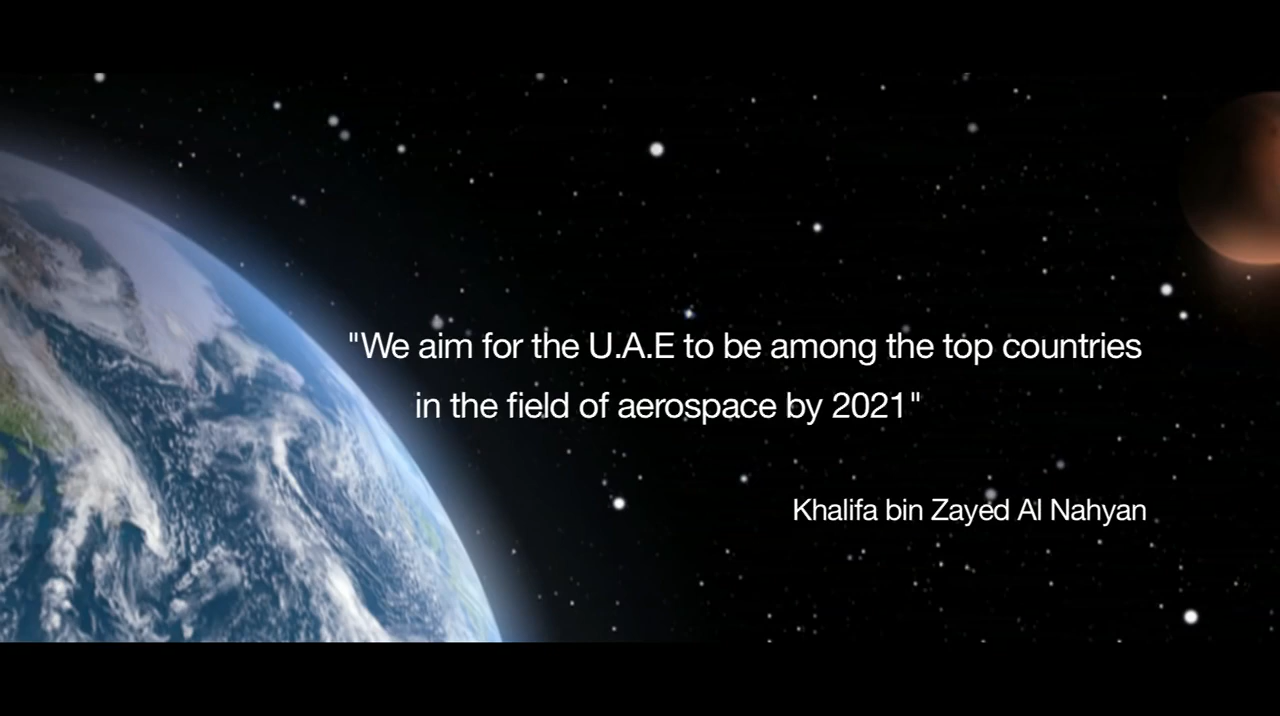 "We aim for the U.A.E to be among the top countries
in the field of aerospace by 2021"
Khalifa bin Zayed Al Nahyan